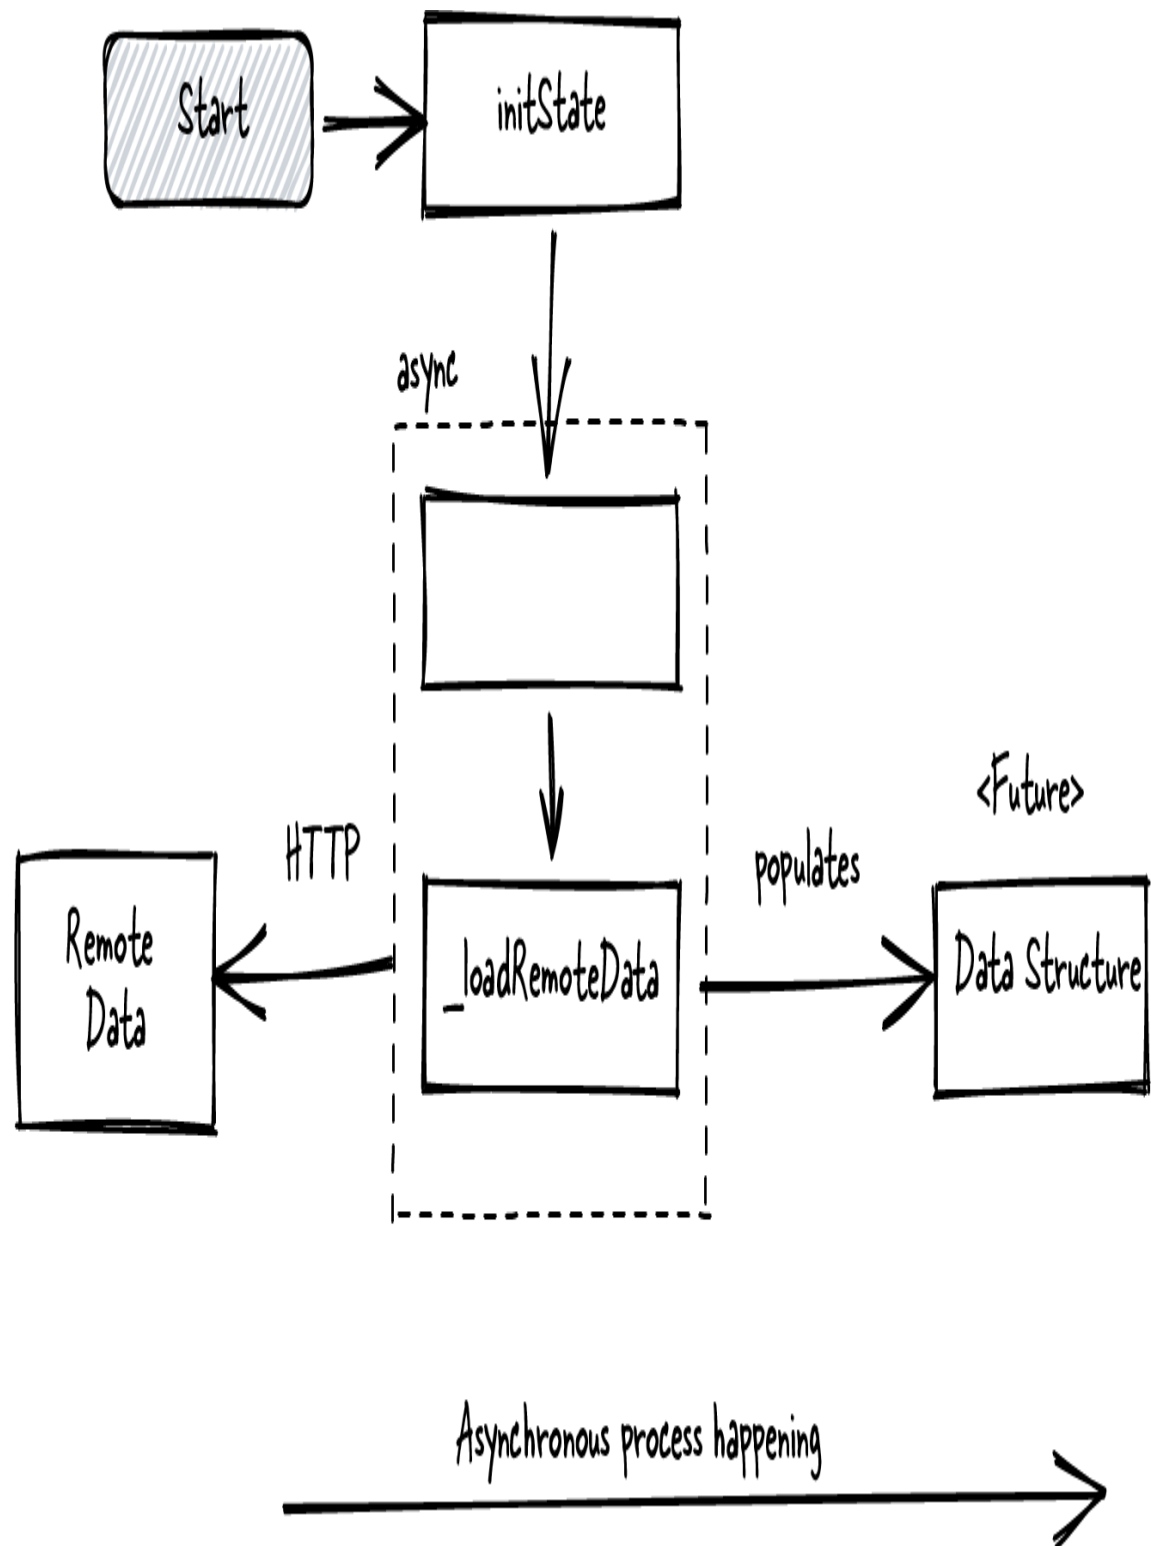 Start
initState
async
<Future>
HTTP
populates
Remote
Data
_loadRemoteData
Data Structure
Asynchronous process happening